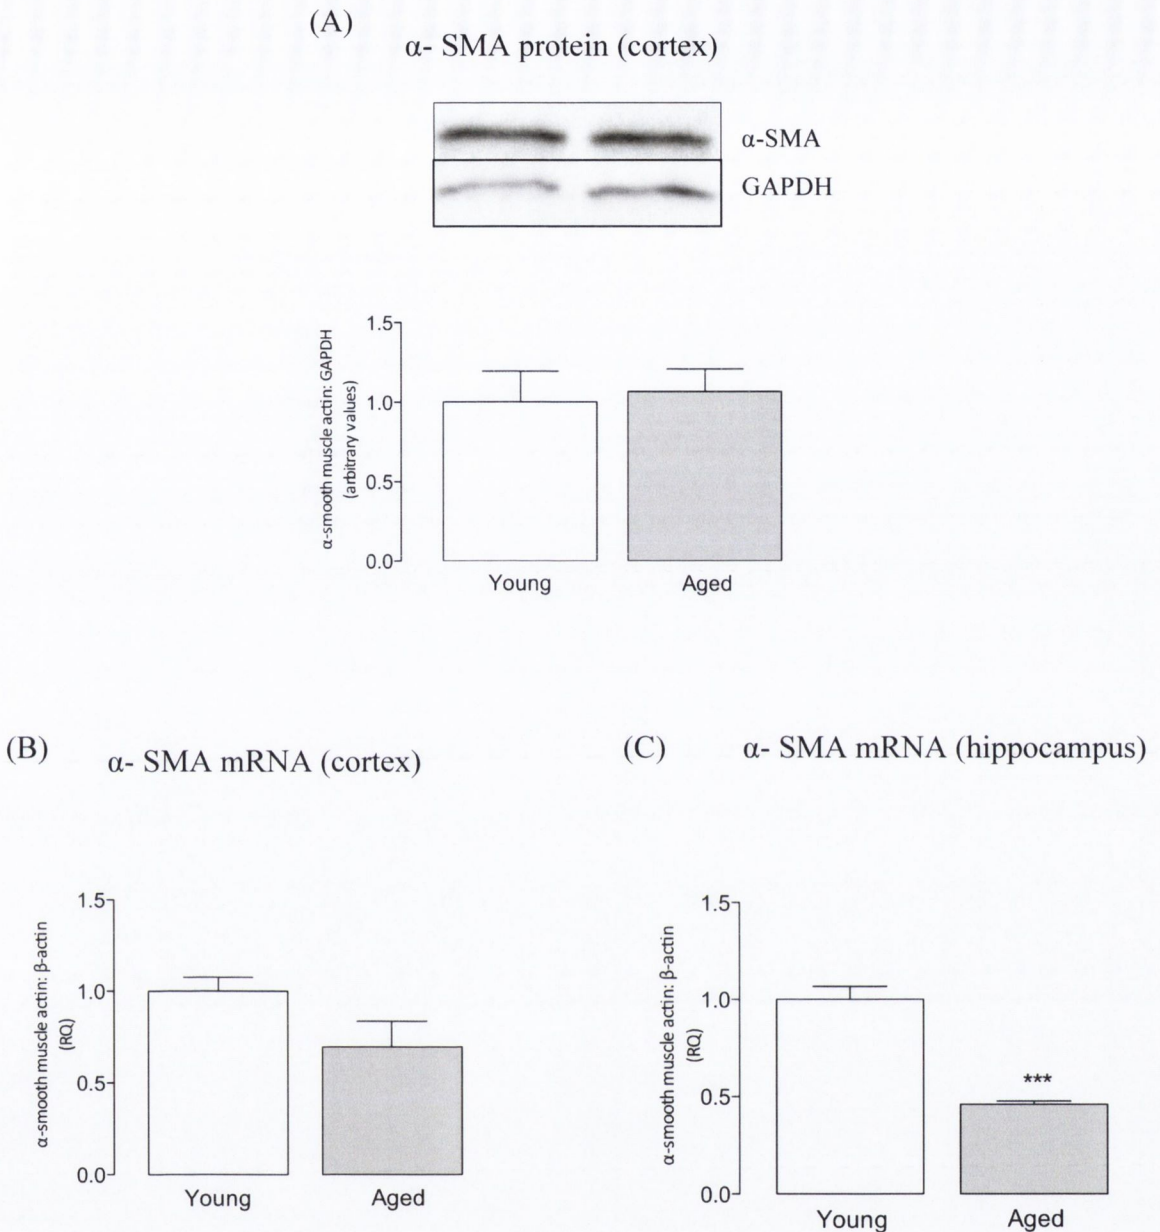 (A)
α- SMA protein (cortex)
α-SMA
GAPDH
α-smooth muscle actin: GAPDH
(arbitrary values)
1.5
1.0
0.5
0.0
Young Aged
(B)
α- SMA mRNA (cortex)
α-smooth muscle actin: β-actin
(RQ)
1.5
1.0
0.5
0.0
Young Aged
(C)
α- SMA mRNA (hippocampus)
α-smooth muscle actin: β-actin
(RQ)
1.5
1.0
0.5
0.0
***
Young Aged